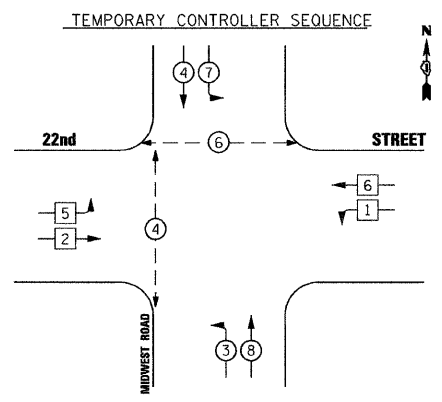 TEMPORARY CONTROLLER SEQUENCE
N
4 7
22nd STREET
6
6
5 1
2 4
MIDWEST ROAD
3 8